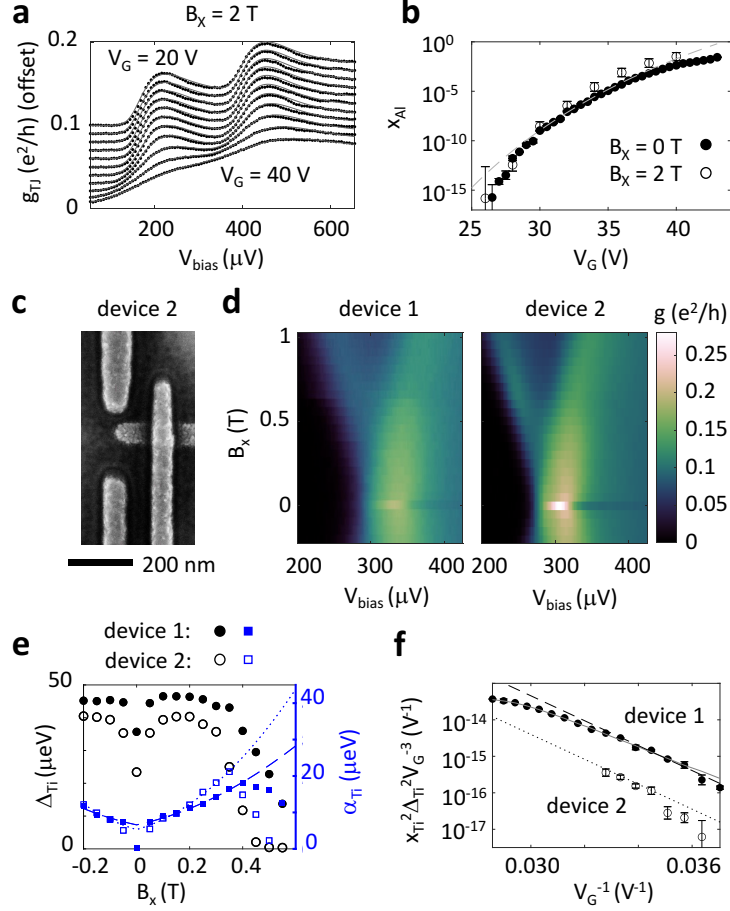 a
B_X = 2 T
V_G = 20 V
V_G = 40 V
0.2
0.1
0
g_TJ (e²/h) (offset)
200 400 600
V_bias (µV)
b
10^0
10^-5
10^-10
10^-15
x_Al
B_X = 0 T
B_X = 2 T
25 30 35 40
V_G (V)
c
device 2
200 nm
d
device 1 device 2
g (e²/h)
1
0.5
0
B_x (T)
0.25
0.2
0.15
0.1
0.05
0
200 300 400 200 300 400
V_bias (µV) V_bias (µV)
device 1:
device 2:
e
50
0
Δ_Ti (µeV)
40
20
0
α_Ti (µeV)
-0.2 0 0.2 0.4
B_x (T)
f
device 1
device 2
10^-14
10^-15
10^-16
10^-17
x_Ti²Δ_Ti²V_G^-3 (V^-1)
0.030 0.036
V_G^-1 (V^-1)